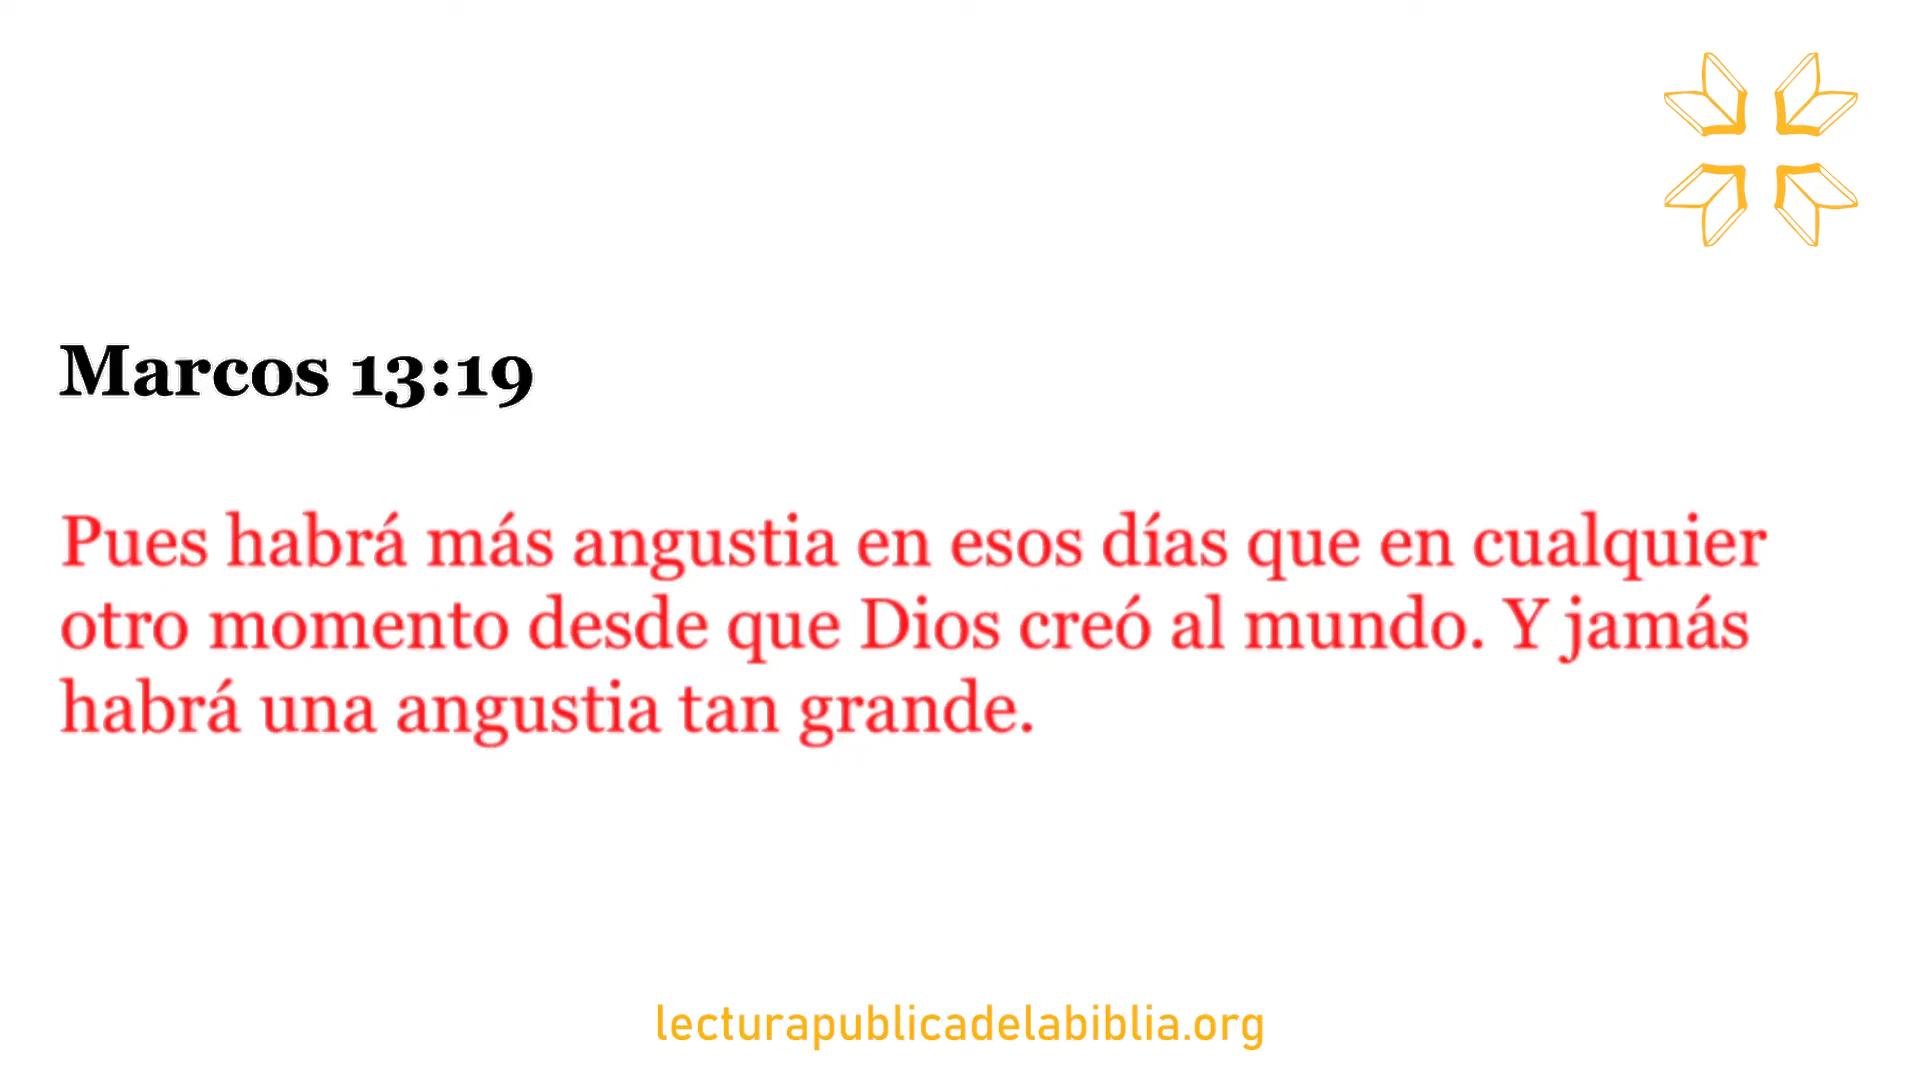 Marcos 13:19
Pues habrá más angustia en esos días que en cualquier
otro momento desde que Dios creó al mundo. Y jamás
habrá una angustia tan grande.
lecturapublicadelabiblia.org